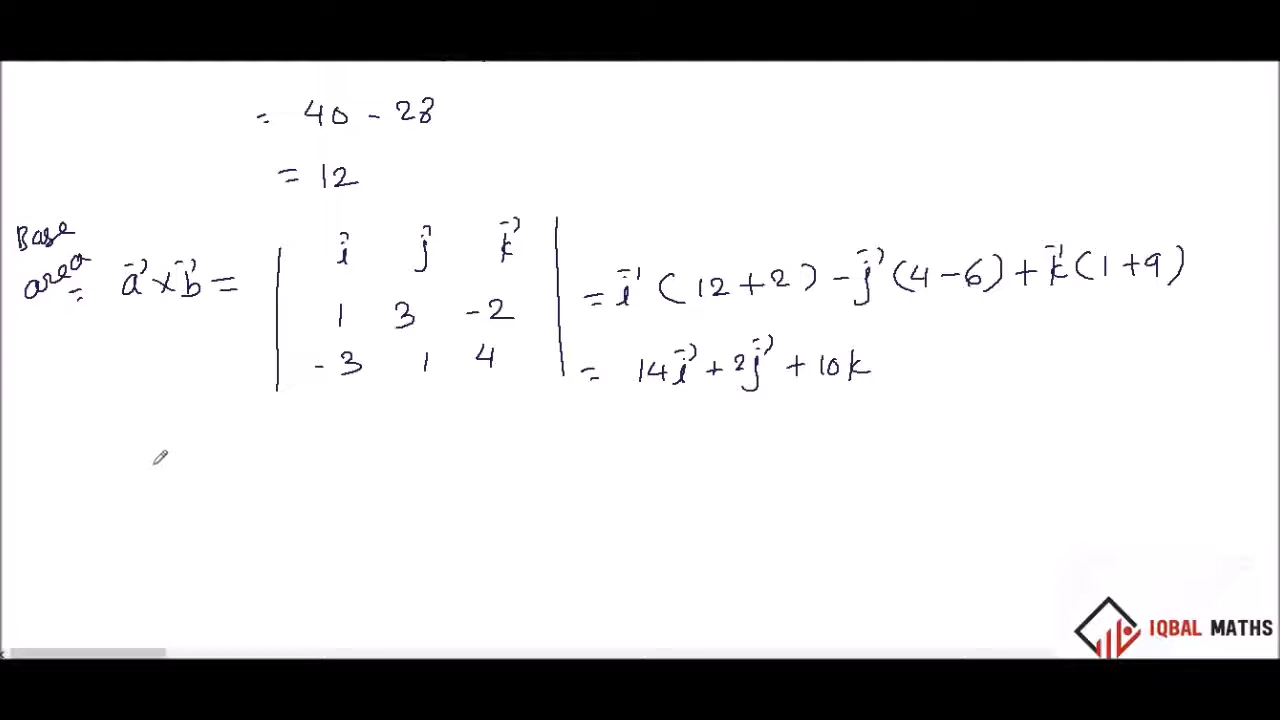 = 40 - 28
= 12
Base area = a⃗ × b⃗ = | i⃗ j⃗ k⃗ | = i⃗ (12+2) - j⃗ (4-6) + k⃗ (1+9)
| 1 3 -2 |
| -3 1 4 | = 14i⃗ + 2j⃗ + 10k
IQBAL MATHS